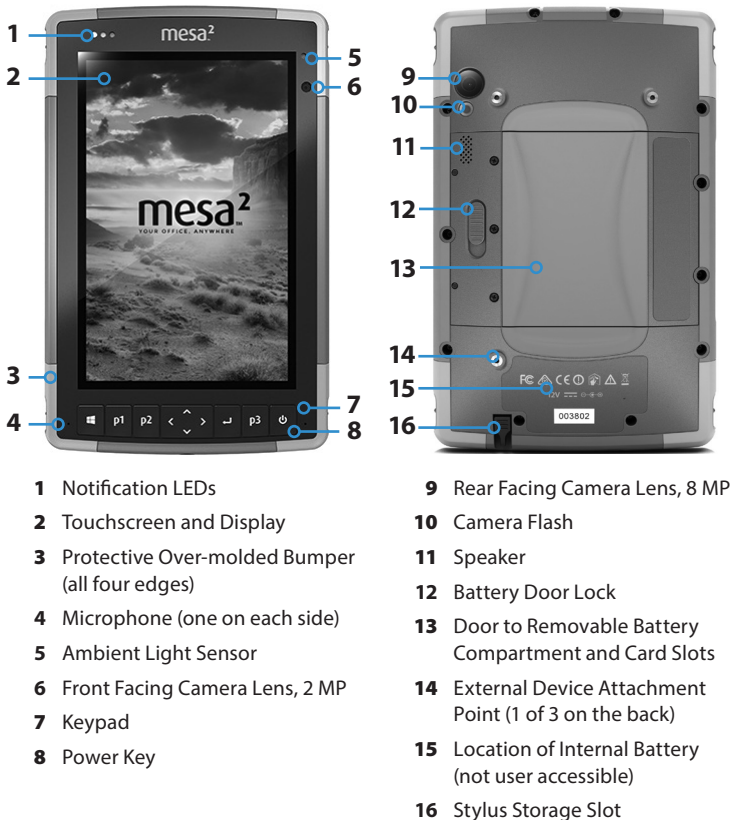 1
mesa²
5
2
6
mesa²
YOUR OFFICE, ANYWHERE
3
7
p1 p2 p3
4
8
9
10
11
12
13
14
FC CE
15
12V
003802
16
1 Notification LEDs
2 Touchscreen and Display
3 Protective Over-molded Bumper
(all four edges)
4 Microphone (one on each side)
5 Ambient Light Sensor
6 Front Facing Camera Lens, 2 MP
7 Keypad
8 Power Key
9 Rear Facing Camera Lens, 8 MP
10 Camera Flash
11 Speaker
12 Battery Door Lock
13 Door to Removable Battery
Compartment and Card Slots
14 External Device Attachment
Point (1 of 3 on the back)
15 Location of Internal Battery
(not user accessible)
16 Stylus Storage Slot